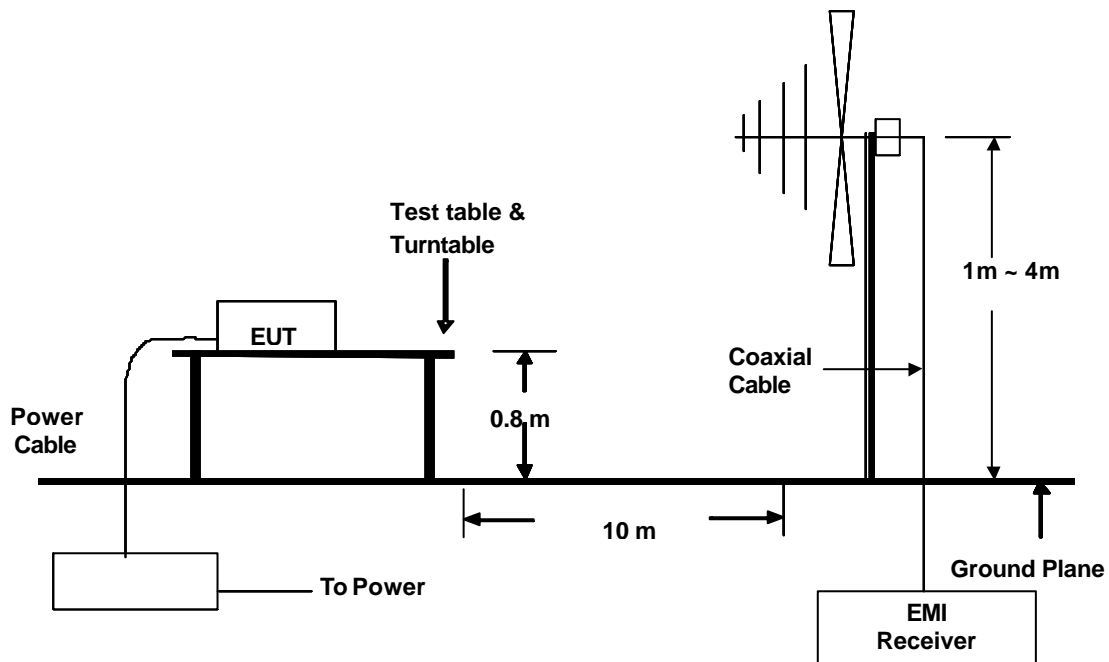 Test table &
Turntable
1m ~ 4m
EUT
Coaxial
Cable
0.8 m
Power
Cable
10 m
Ground Plane
To Power
EMI
Receiver